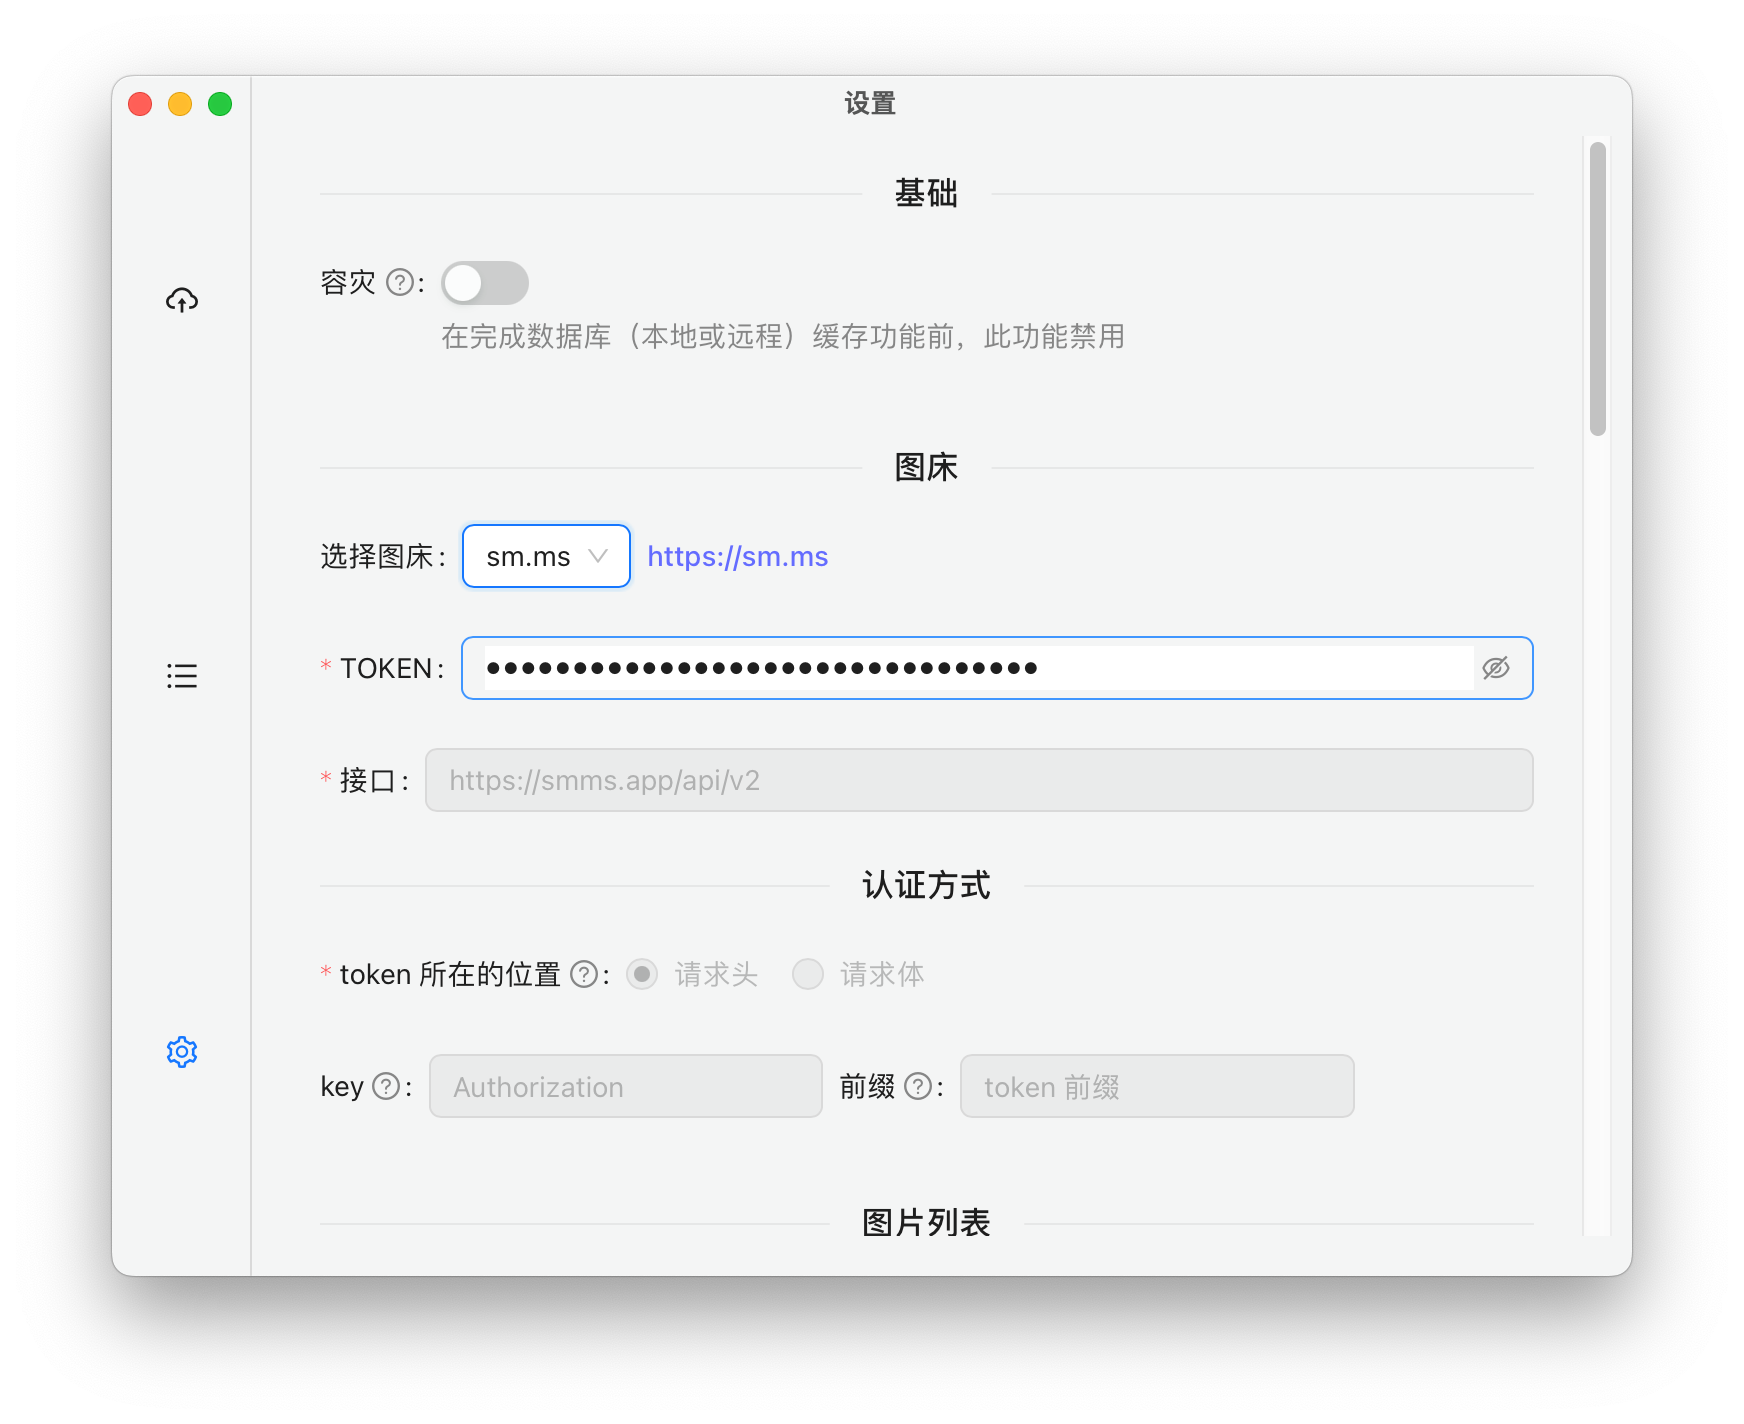 设置
基础
容灾 ? :
在完成数据库（本地或远程）缓存功能前，此功能禁用
图床
选择图床 : sm.ms https://sm.ms
* TOKEN : ••••••••••••••••••••••••••••••••
* 接口 : https://smms.app/api/v2
认证方式
* token 所在的位置 ? : 请求头 请求体
key ? : Authorization 前缀 ? : token 前缀
图片列表